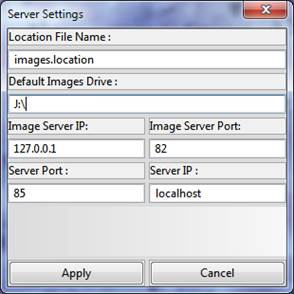 Server Settings
Location File Name :
images.location
Default Images Drive :
J:\
Image Server IP: Image Server Port:
127.0.0.1 82
Server Port : Server IP :
85 localhost
Apply Cancel